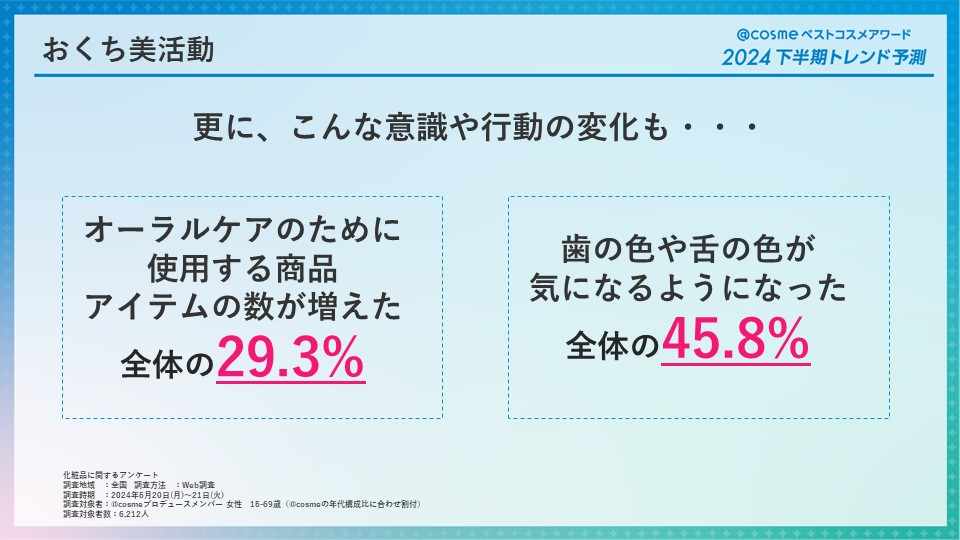 おくち美活動
@cosme ベストコスメアワード
2024 下半期トレンド予測
更に、こんな意識や行動の変化も・・・
オーラルケアのために
使用する商品
アイテムの数が増えた
全体の29.3%
歯の色や舌の色が
気になるようになった
全体の45.8%
化粧品に関するアンケート
調査地域 ：全国 調査方法 ：Web調査
調査時期 ：2024年5月20日(月)～21日(火)
調査対象者：@cosmeプロデュースメンバー 女性 15-69歳（@cosmeの年代構成比に合わせ割付）
調査対象者数：6,212人